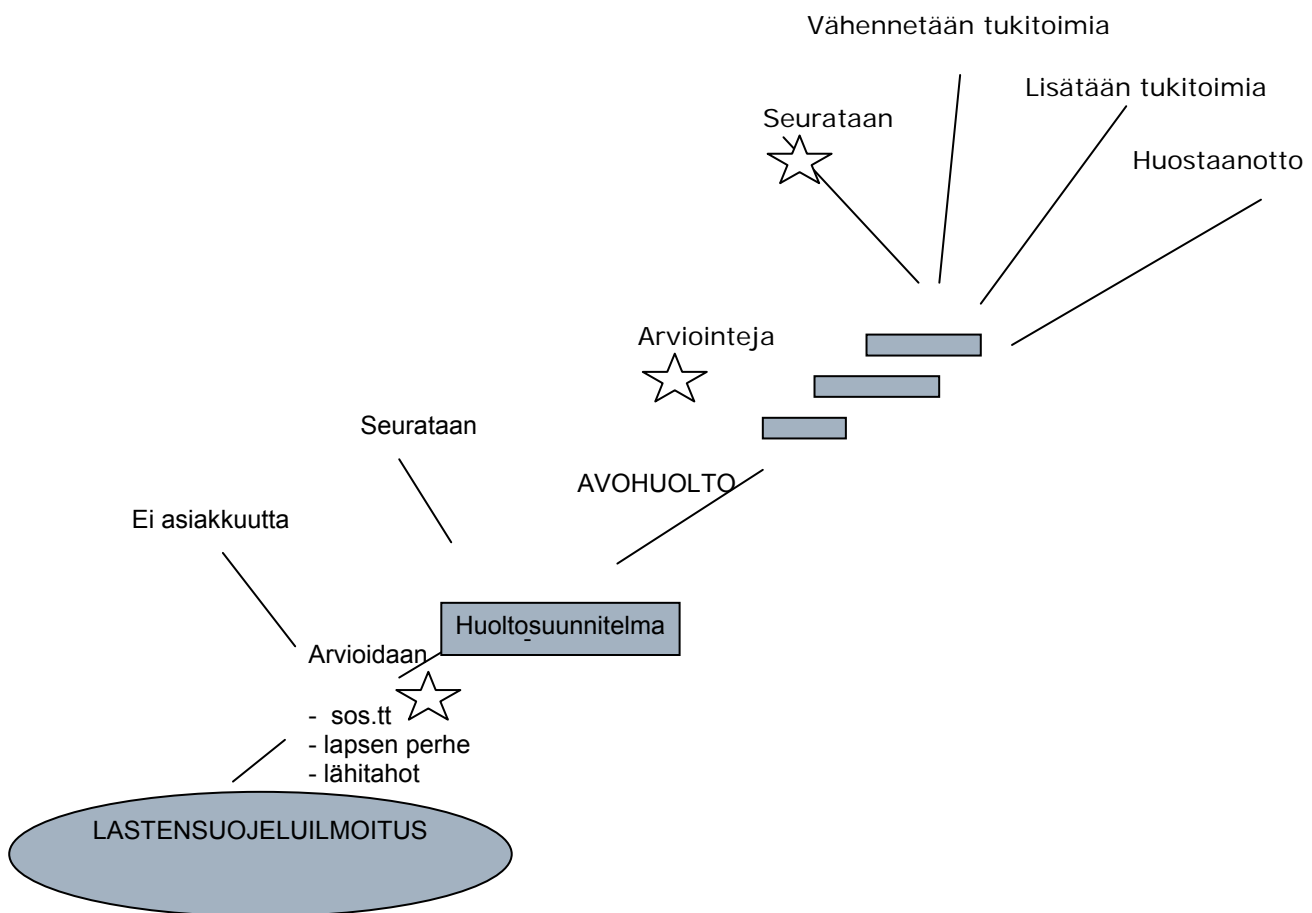 Vähennetään tukitoimia
Lisätään tukitoimia
Seurataan
Huostaanotto
Arviointeja
Seurataan
AVOHUOLTO
Ei asiakkuutta
Huoltosuunnitelma
-
Arvioidaan
- sos.tt
- lapsen perhe
- lähitahot
LASTENSUOJELUILMOITUS